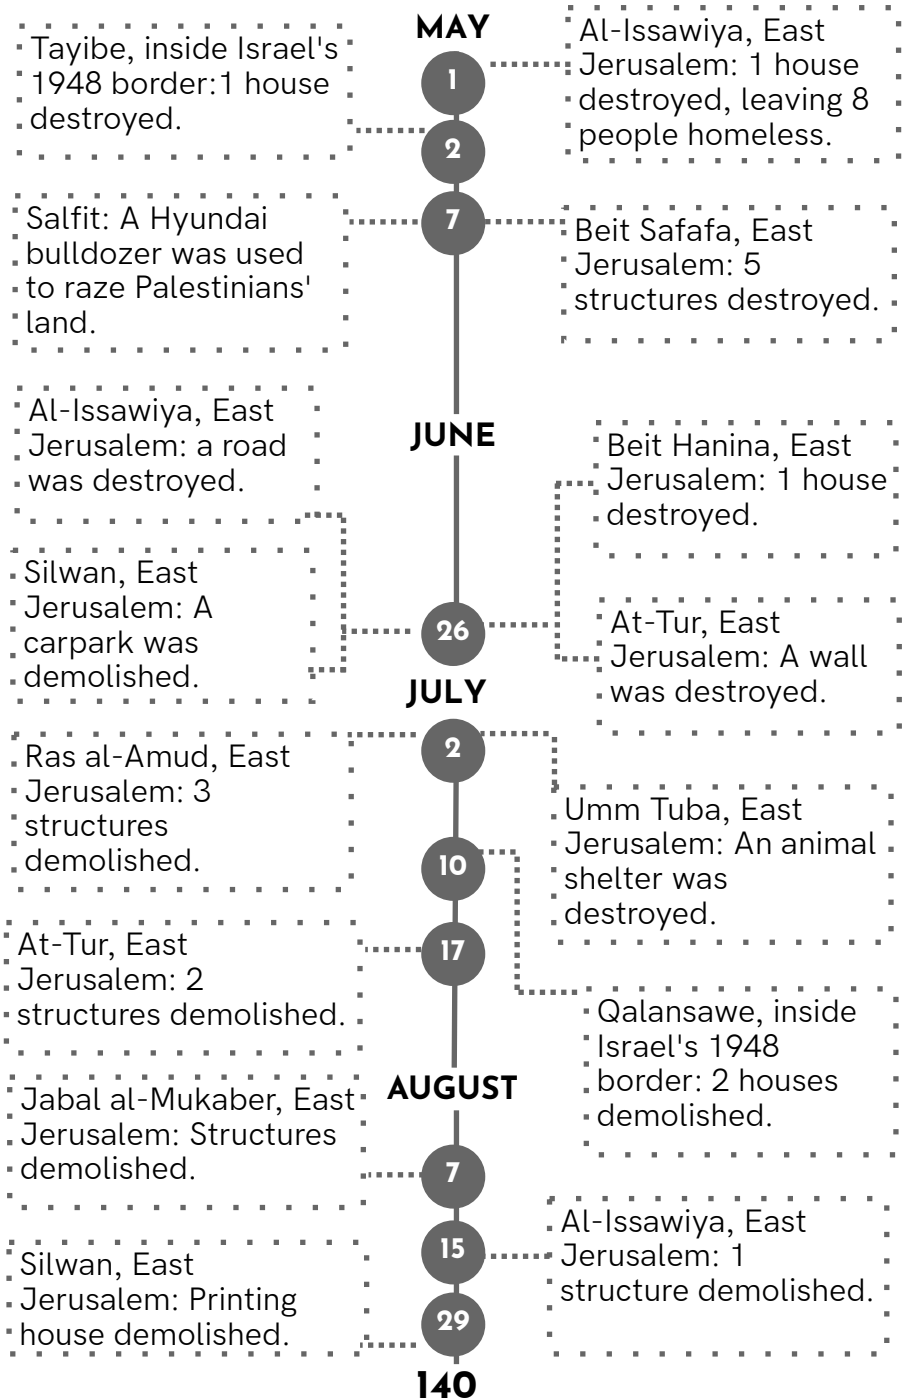 MAY
Tayibe, inside Israel's
1948 border:1 house
destroyed.
1
Al-Issawiya, East
Jerusalem: 1 house
destroyed, leaving 8
people homeless.
2
Salfit: A Hyundai
bulldozer was used
to raze Palestinians'
land.
7
Beit Safafa, East
Jerusalem: 5
structures destroyed.
JUNE
Al-Issawiya, East
Jerusalem: a road
was destroyed.
Beit Hanina, East
Jerusalem: 1 house
destroyed.
Silwan, East
Jerusalem: A
carpark was
demolished.
26
At-Tur, East
Jerusalem: A wall
was destroyed.
JULY
Ras al-Amud, East
Jerusalem: 3
structures
demolished.
2
Umm Tuba, East
Jerusalem: An animal
shelter was
destroyed.
10
At-Tur, East
Jerusalem: 2
structures demolished.
17
Qalansawe, inside
Israel's 1948
border: 2 houses
demolished.
AUGUST
Jabal al-Mukaber, East
Jerusalem: Structures
demolished.
7
15
Al-Issawiya, East
Jerusalem: 1
structure demolished.
Silwan, East
Jerusalem: Printing
house demolished.
29
140